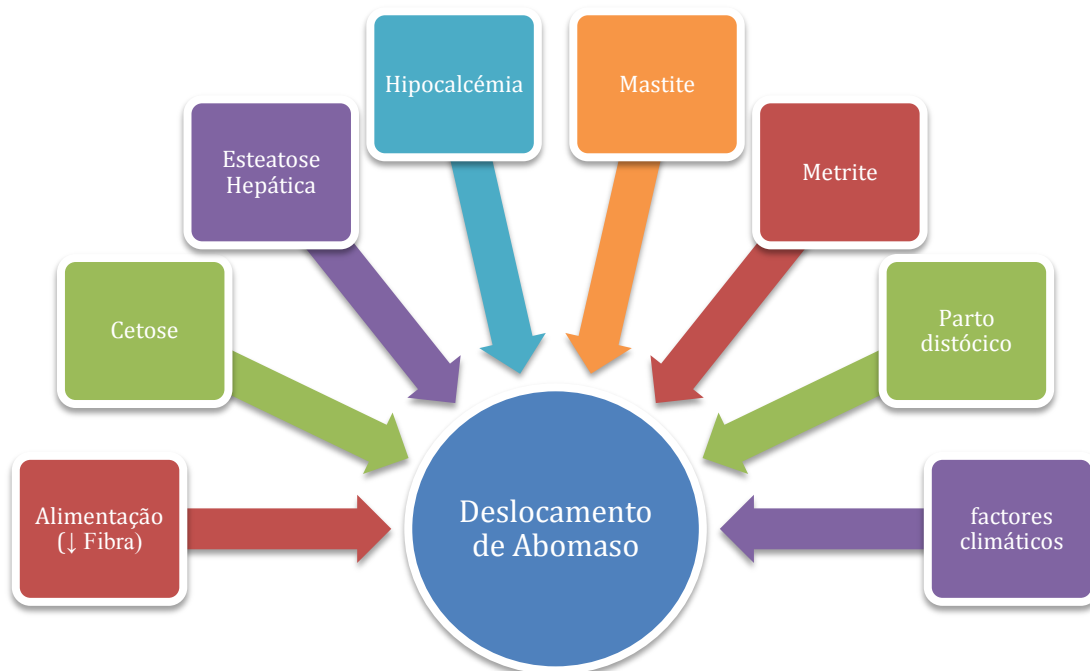 Hipocalcémia
Mastite
Esteatose
Hepática
Metrite
Cetose
Parto
distócico
Alimentação
(↓ Fibra)
Deslocamento
de Abomaso
factores
climáticos